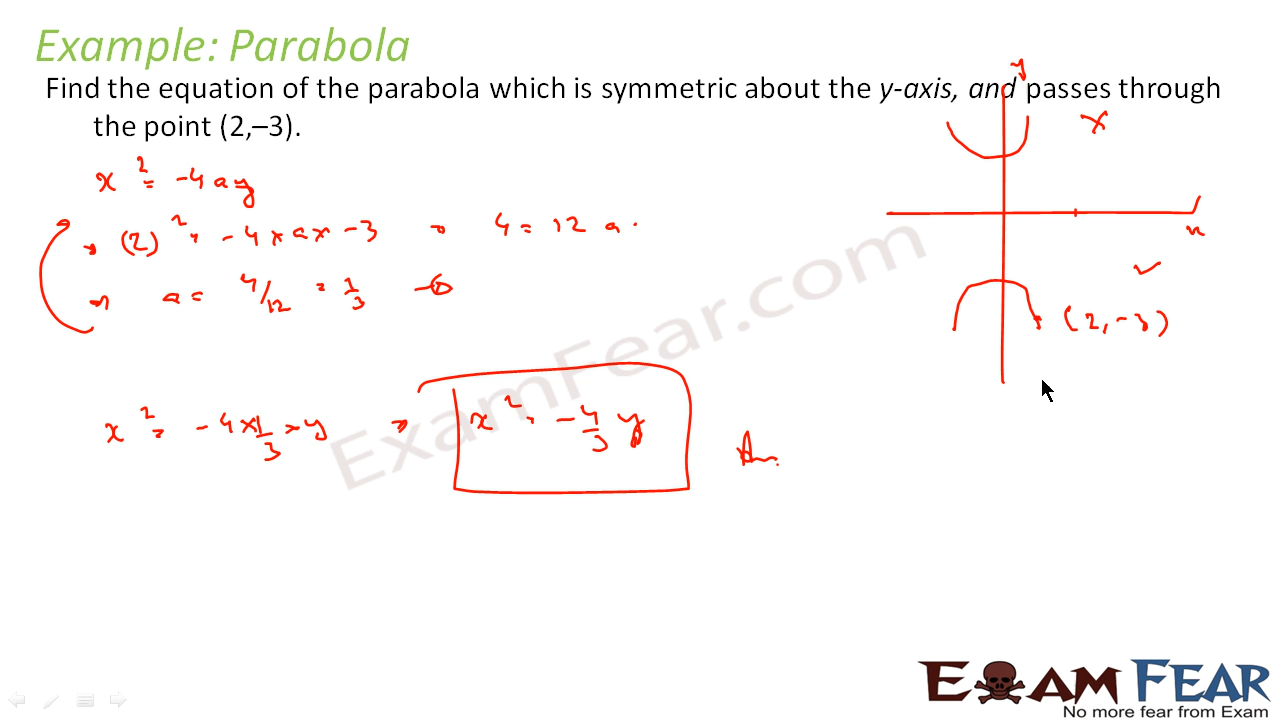 Example: Parabola
Find the equation of the parabola which is symmetric about the y-axis, and passes through
the point (2,–3).
y
x² = -4ay
(2)² = -4×a×-3 ⇒ 4 = 12a.
⇒ a = 4/12 = 1/3
x
(2,-3)
x² = -4×1/3×y ⇒ x² = -4/3 y
Ans.
ExamFear.com
EXAM FEAR
No more fear from Exam